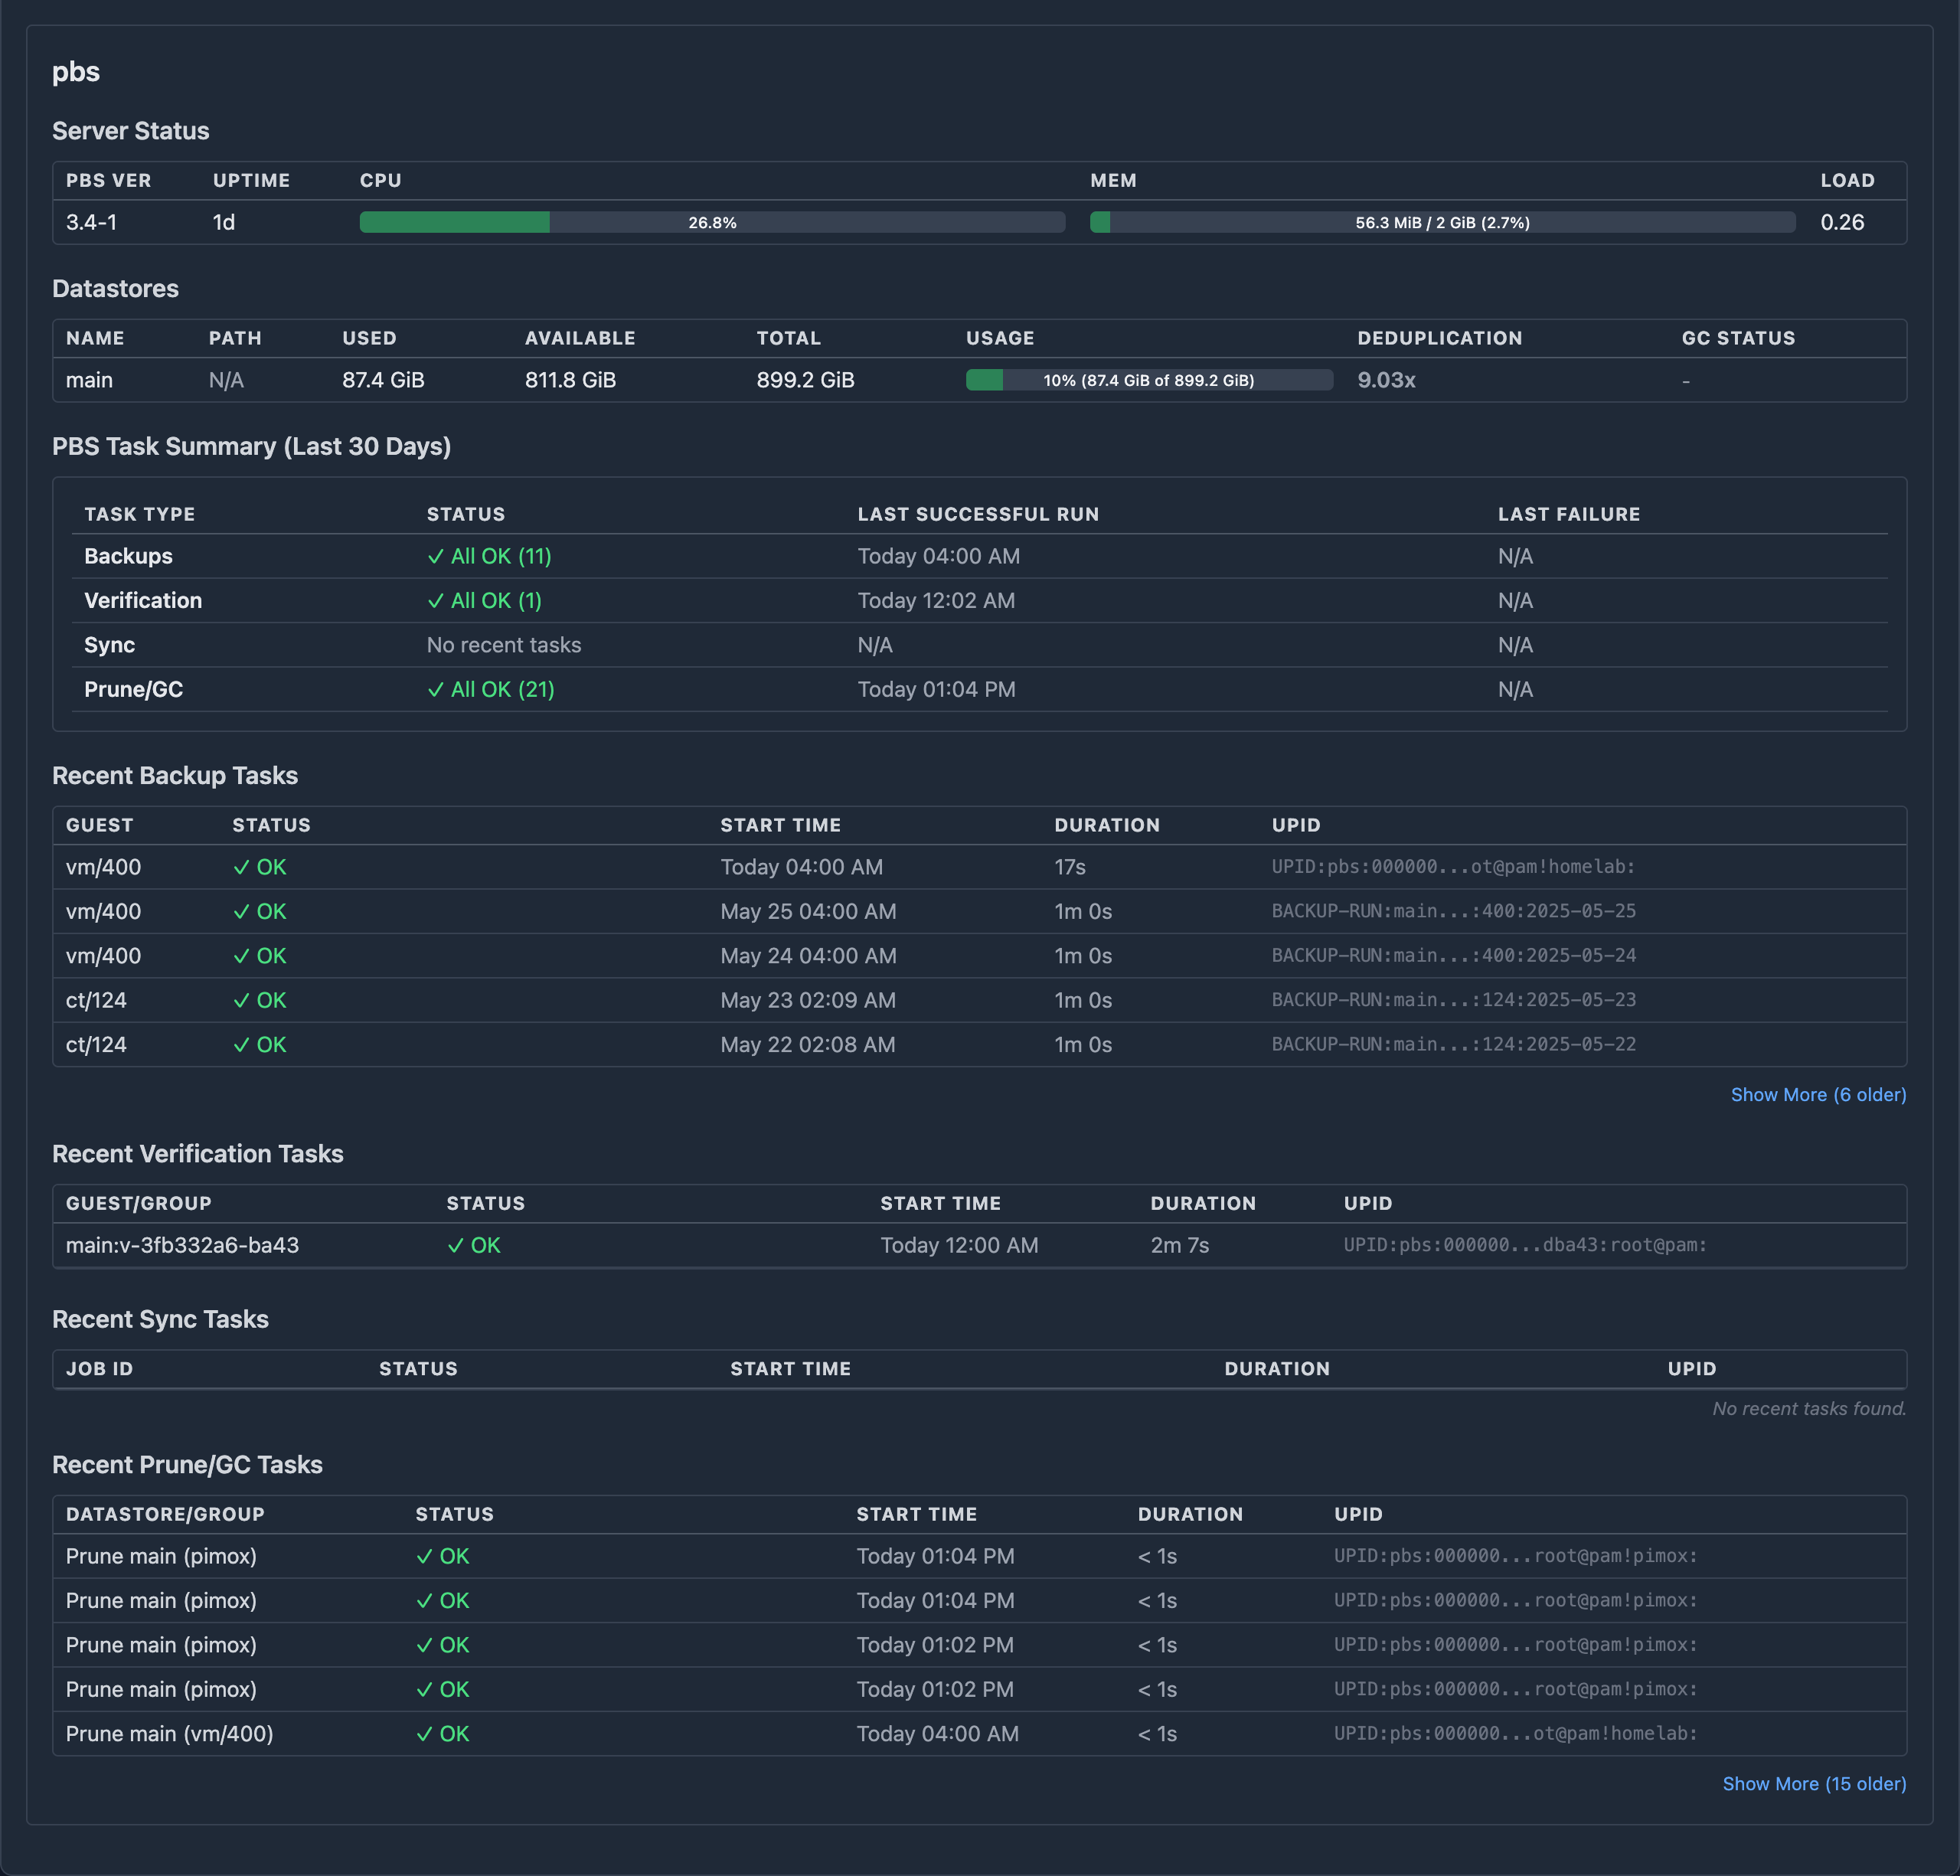 pbs
Server Status
PBS VER UPTIME CPU MEM LOAD
3.4-1 1d 26.8% 56.3 MiB / 2 GiB (2.7%) 0.26
Datastores
NAME PATH USED AVAILABLE TOTAL USAGE DEDUPLICATION GC STATUS
main N/A 87.4 GiB 811.8 GiB 899.2 GiB 10% (87.4 GiB of 899.2 GiB) 9.03x -
PBS Task Summary (Last 30 Days)
TASK TYPE STATUS LAST SUCCESSFUL RUN LAST FAILURE
Backups ✓ All OK (11) Today 04:00 AM N/A
Verification ✓ All OK (1) Today 12:02 AM N/A
Sync No recent tasks N/A N/A
Prune/GC ✓ All OK (21) Today 01:04 PM N/A
Recent Backup Tasks
GUEST STATUS START TIME DURATION UPID
vm/400 ✓ OK Today 04:00 AM 17s UPID:pbs:000000...ot@pam!homelab:
vm/400 ✓ OK May 25 04:00 AM 1m 0s BACKUP-RUN:main...:400:2025-05-25
vm/400 ✓ OK May 24 04:00 AM 1m 0s BACKUP-RUN:main...:400:2025-05-24
ct/124 ✓ OK May 23 02:09 AM 1m 0s BACKUP-RUN:main...:124:2025-05-23
ct/124 ✓ OK May 22 02:08 AM 1m 0s BACKUP-RUN:main...:124:2025-05-22
Show More (6 older)
Recent Verification Tasks
GUEST/GROUP STATUS START TIME DURATION UPID
main:v-3fb332a6-ba43 ✓ OK Today 12:00 AM 2m 7s UPID:pbs:000000...dba43:root@pam:
Recent Sync Tasks
JOB ID STATUS START TIME DURATION UPID
No recent tasks found.
Recent Prune/GC Tasks
DATASTORE/GROUP STATUS START TIME DURATION UPID
Prune main (pimox) ✓ OK Today 01:04 PM < 1s UPID:pbs:000000...root@pam!pimox:
Prune main (pimox) ✓ OK Today 01:04 PM < 1s UPID:pbs:000000...root@pam!pimox:
Prune main (pimox) ✓ OK Today 01:02 PM < 1s UPID:pbs:000000...root@pam!pimox:
Prune main (pimox) ✓ OK Today 01:02 PM < 1s UPID:pbs:000000...root@pam!pimox:
Prune main (vm/400) ✓ OK Today 04:00 AM < 1s UPID:pbs:000000...ot@pam!homelab:
Show More (15 older)